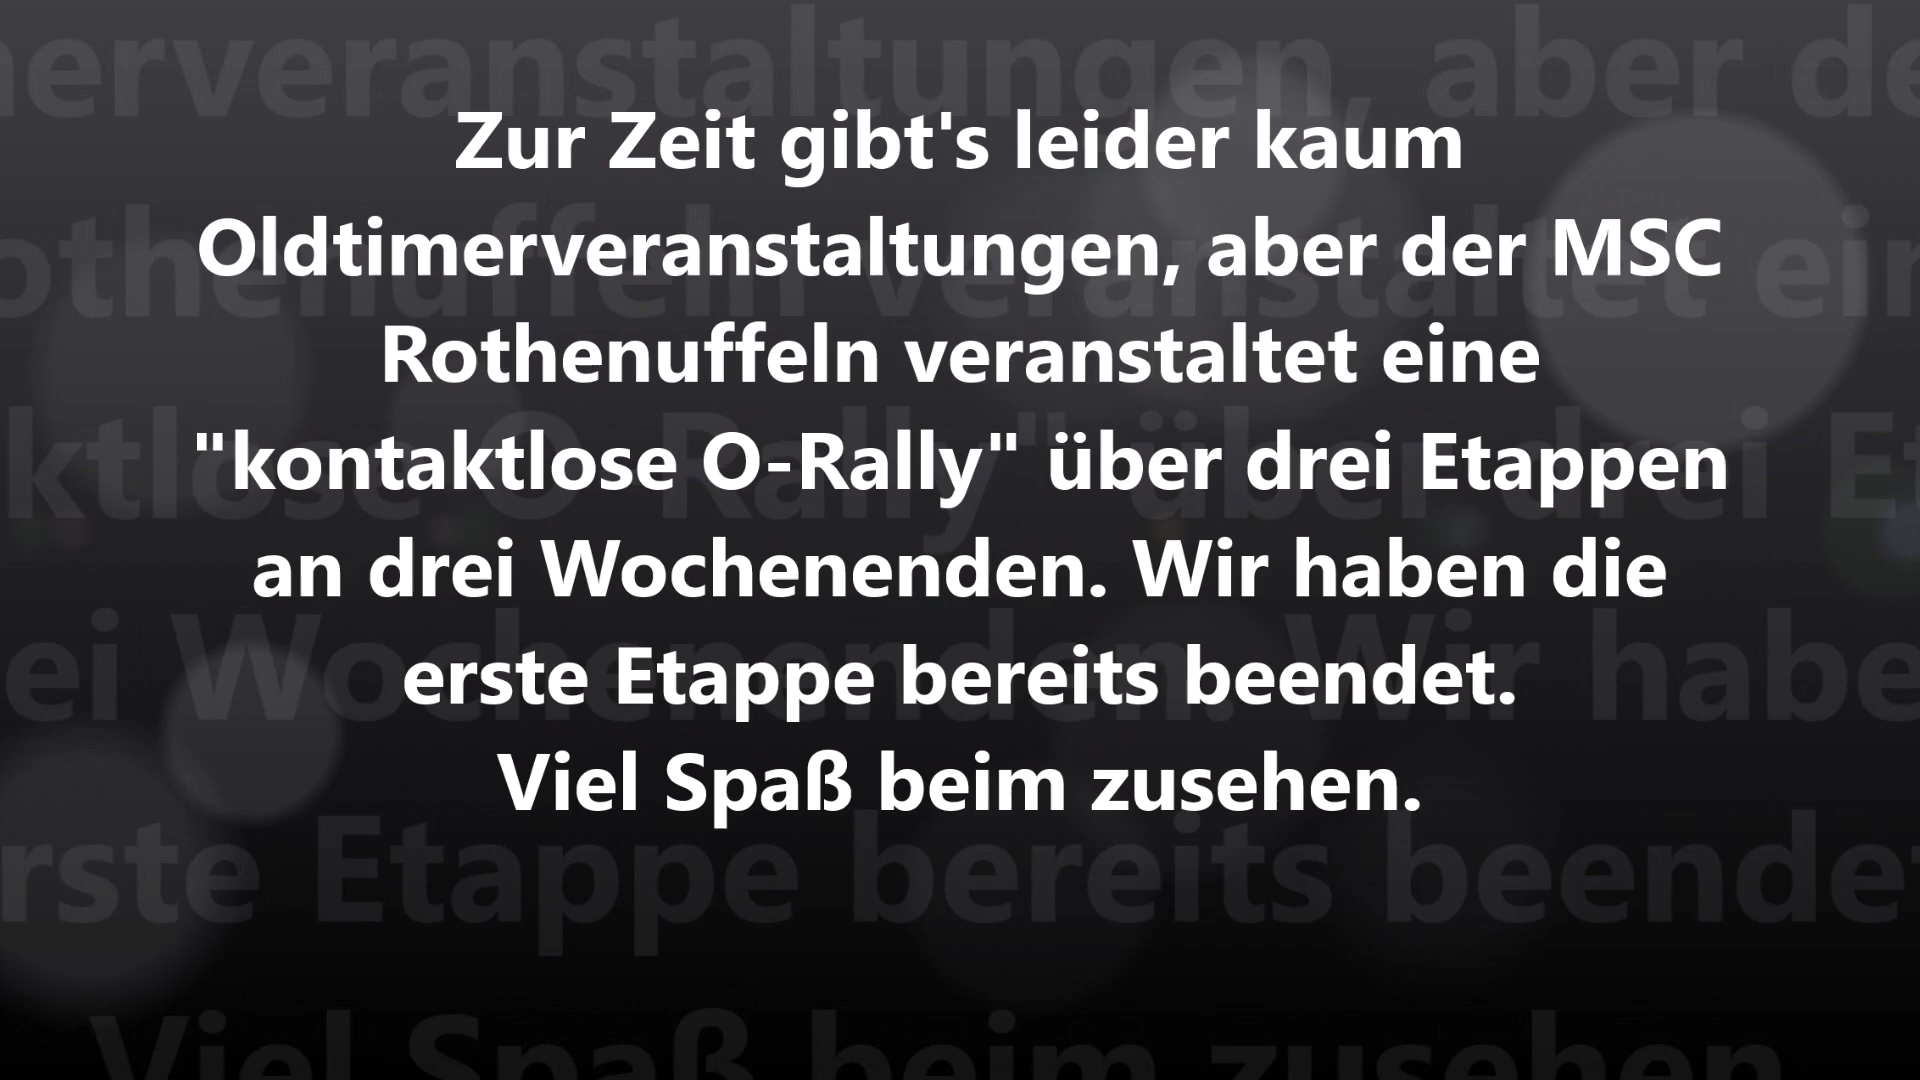 Zur Zeit gibt's leider kaum
Oldtimerveranstaltungen, aber der MSC
Rothenuffeln veranstaltet eine
"kontaktlose O-Rally" über drei Etappen
an drei Wochenenden. Wir haben die
erste Etappe bereits beendet.
Viel Spaß beim zusehen.